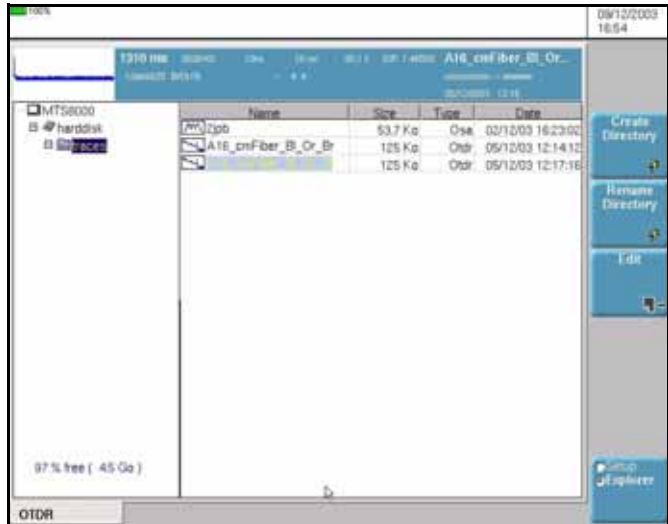 100%
09/12/2003
16:54
1310 nm
A16_cmFiber_Bl_Or_...
MTS8000
harddisk
traces
Name Size Type Date
Zjpb 53,7 Ko Osa 02/12/03 16:23:02
A16_cmFiber_Bl_Or_Br 125 Ko Otdr 05/12/03 12:14:12
125 Ko Otdr 05/12/03 12:17:16
Create
Directory
Rename
Directory
Edit
97 % free ( 4.5 Go )
Setup
Explorer
OTDR